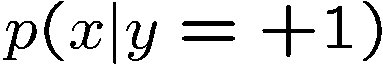 p(x|y = +1)